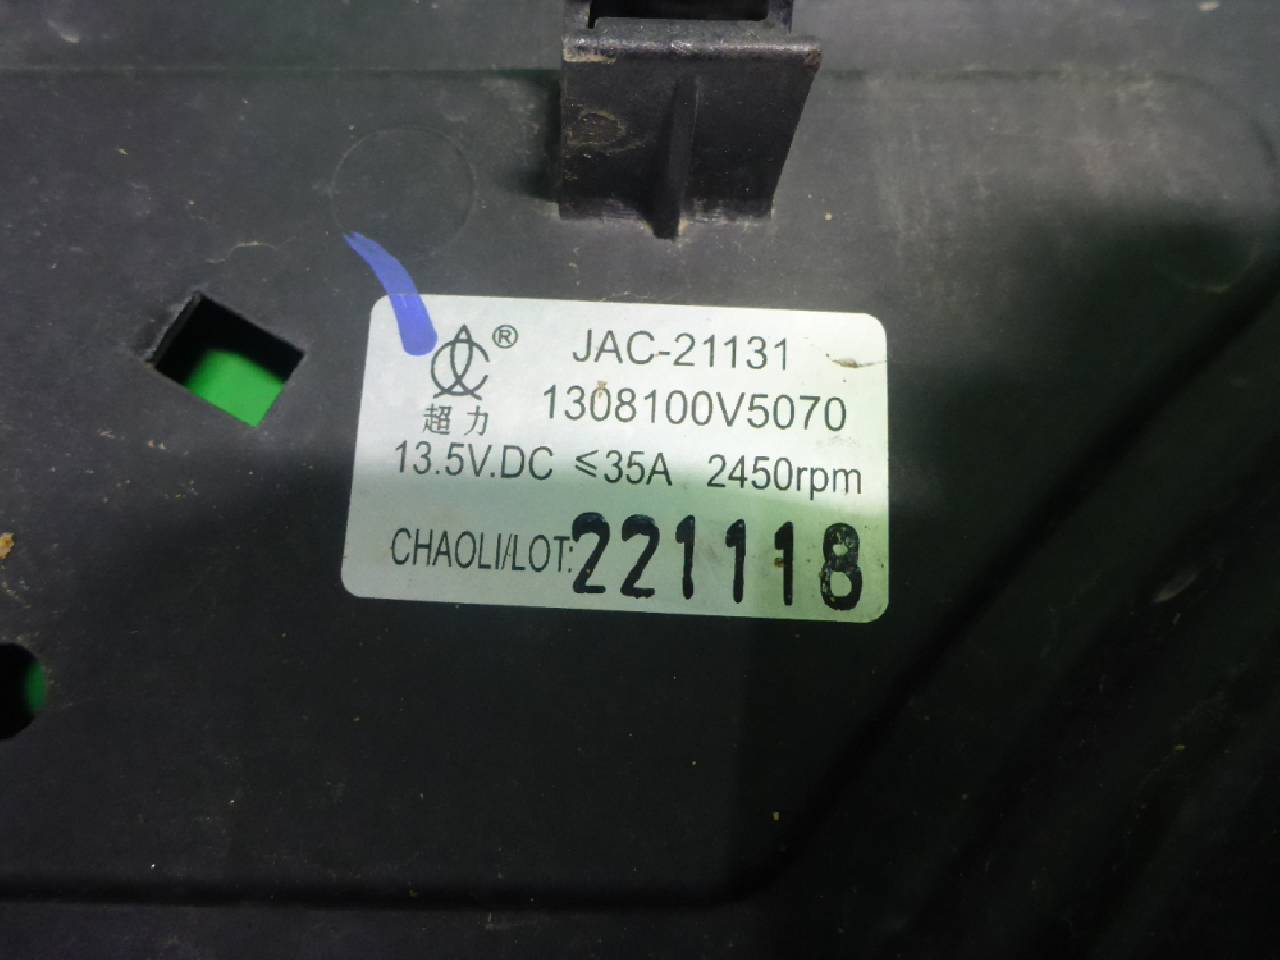 ® JAC-21131
超力 1308100V5070
13.5V.DC ≤35A 2450rpm
CHAOLI/LOT:221118